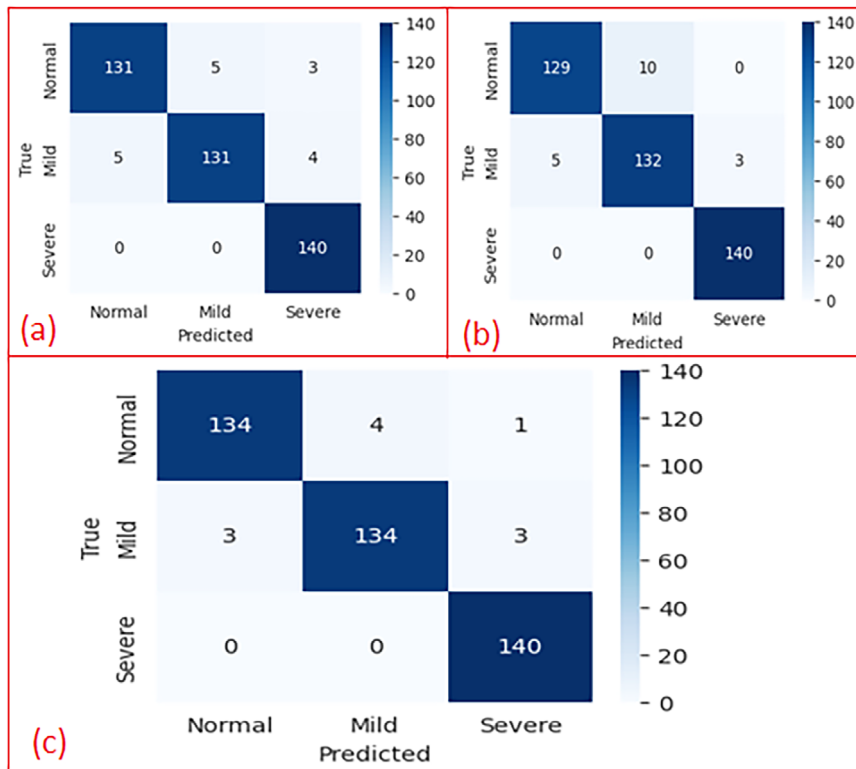 140
Normal 131 5 3
120
100
True
Mild 5 131 4
80
60
40
Severe 0 0 140
20
0
Normal Mild Severe
Predicted
(a)
140
Normal 129 10 0
120
100
True
Mild 5 132 3
80
60
40
Severe 0 0 140
20
0
Normal Mild Severe
Predicted
(b)
140
Normal 134 4 1
120
100
True
Mild 3 134 3
80
60
40
Severe 0 0 140
20
0
Normal Mild Severe
Predicted
(c)